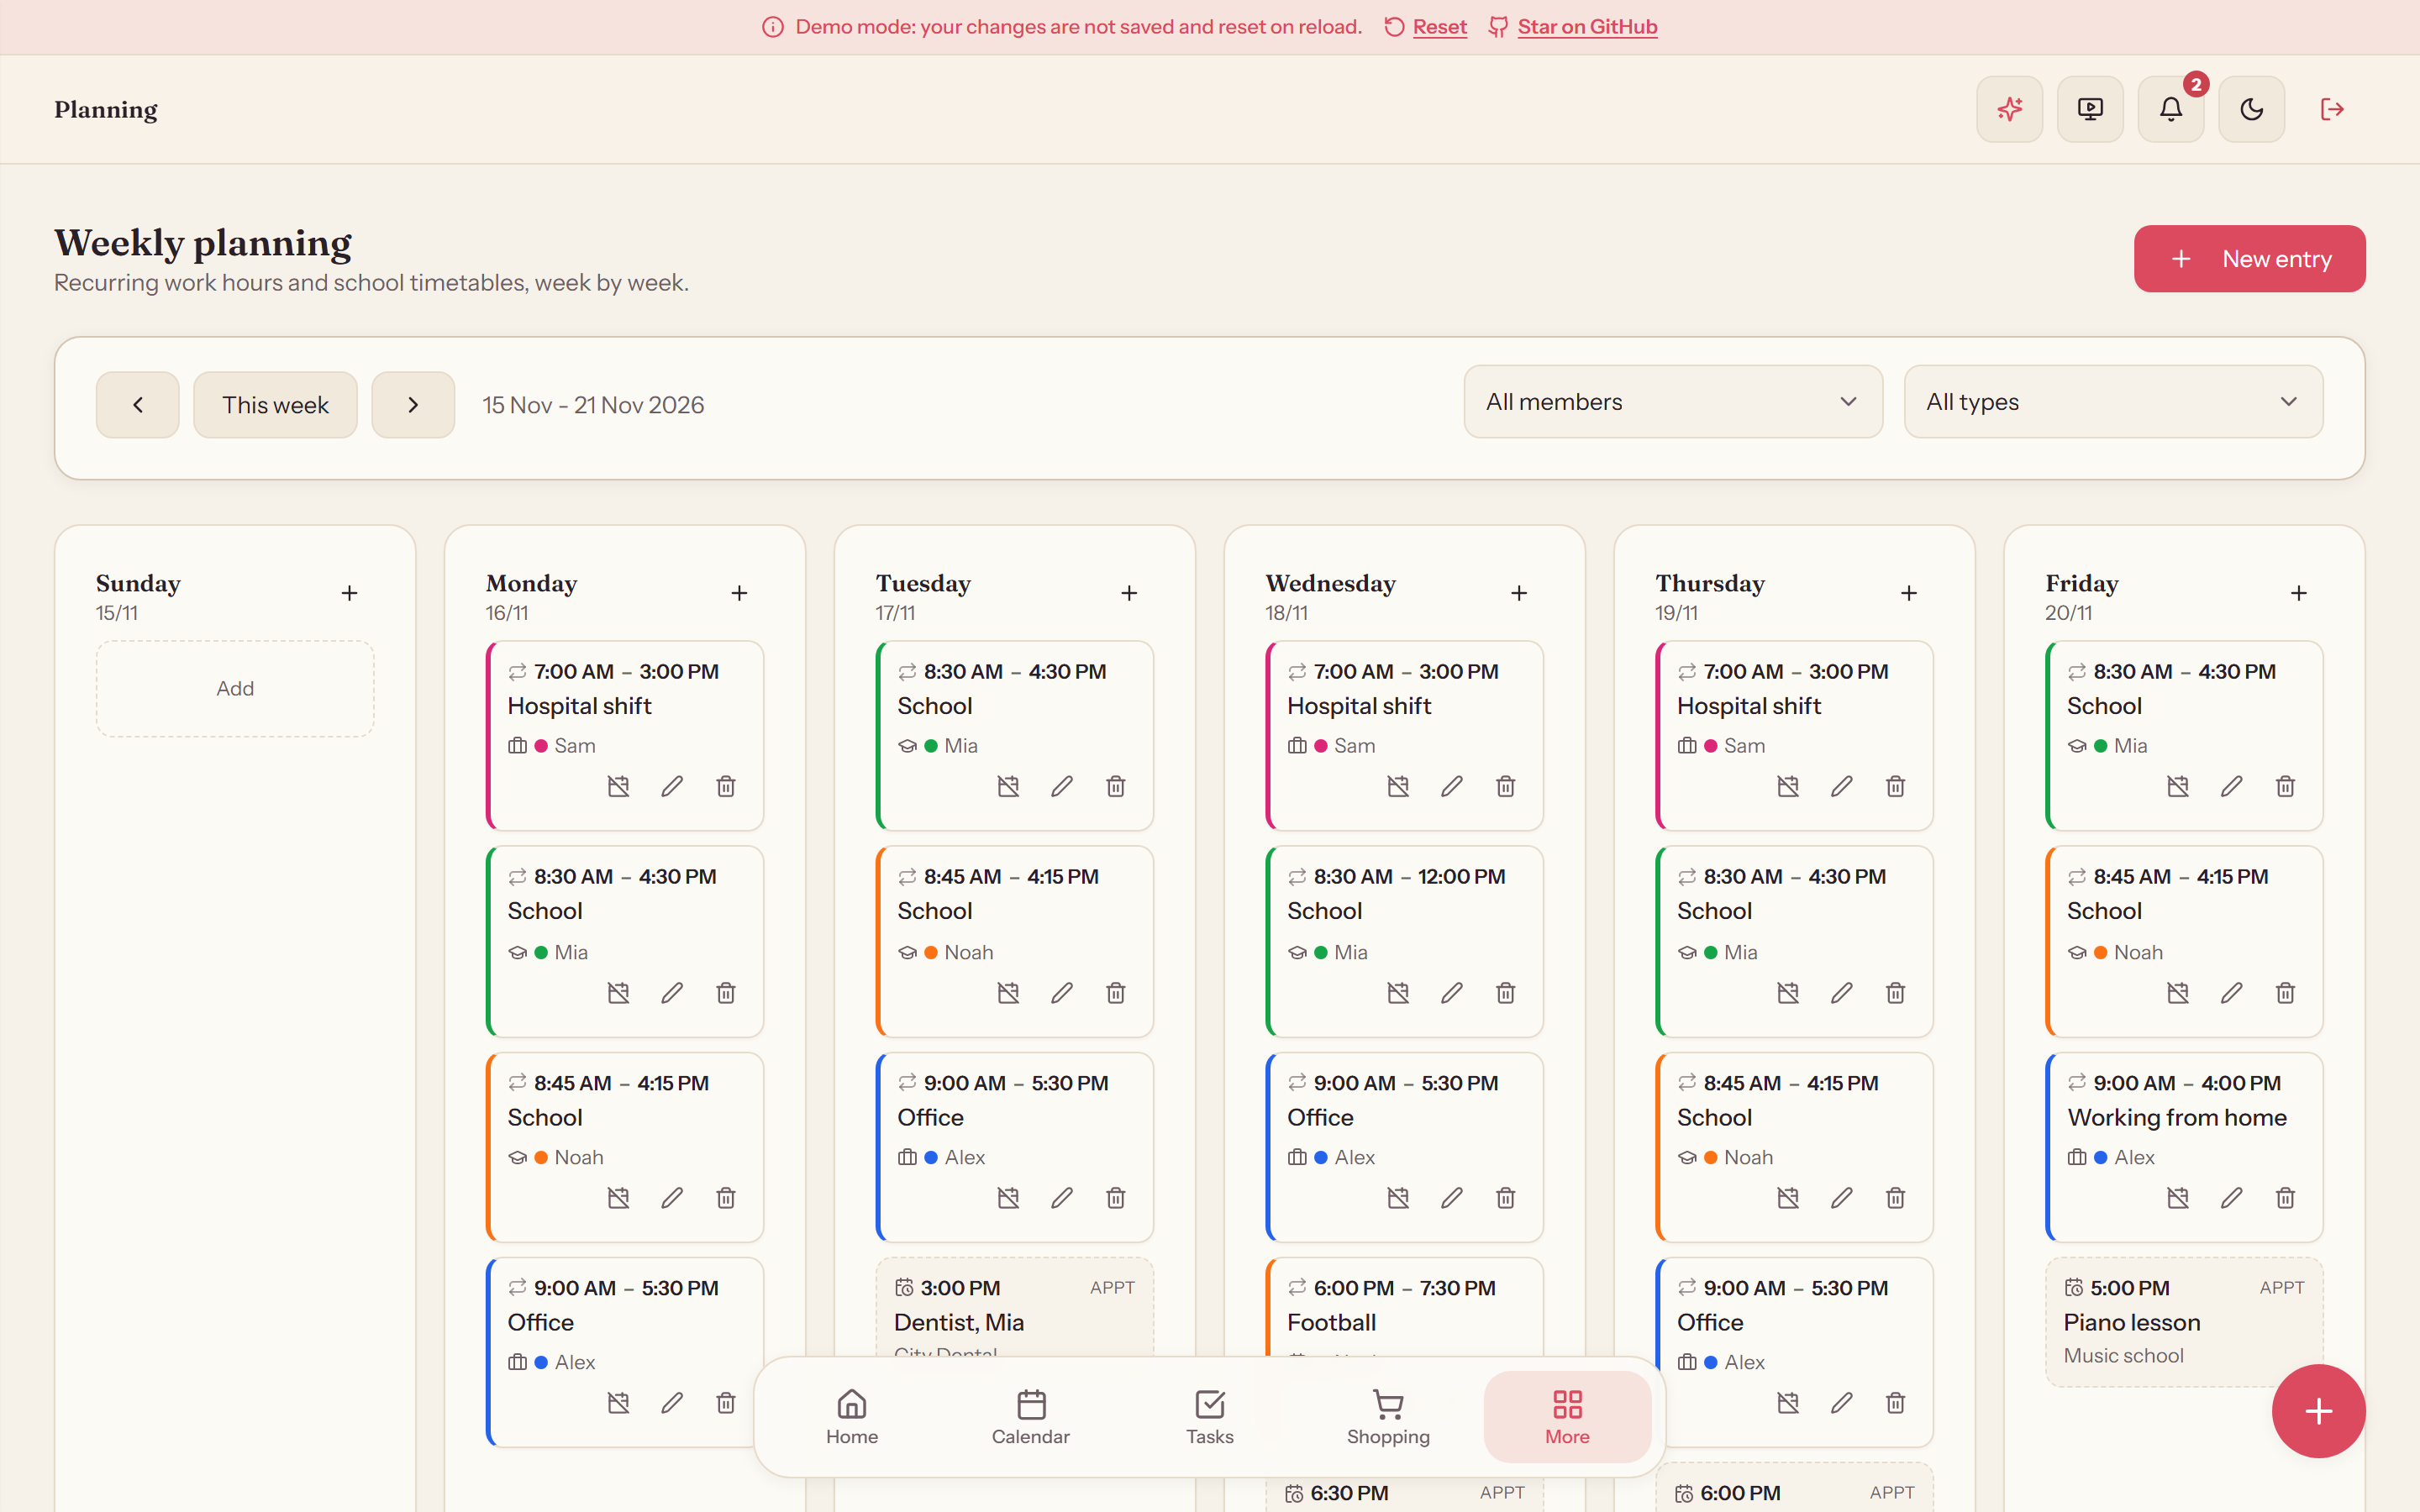 Demo mode: your changes are not saved and reset on reload. Reset Star on GitHub
Planning
2
Weekly planning
Recurring work hours and school timetables, week by week.
New entry
This week
15 Nov - 21 Nov 2026
All members
All types
Sunday
15/11
Add
Monday
16/11
7:00 AM – 3:00 PM
Hospital shift
Sam
8:30 AM – 4:30 PM
School
Mia
8:45 AM – 4:15 PM
School
Noah
9:00 AM – 5:30 PM
Office
Alex
Tuesday
17/11
8:30 AM – 4:30 PM
School
Mia
8:45 AM – 4:15 PM
School
Noah
9:00 AM – 5:30 PM
Office
Alex
3:00 PM APPT
Dentist, Mia
City Dental
Wednesday
18/11
7:00 AM – 3:00 PM
Hospital shift
Sam
8:30 AM – 12:00 PM
School
Mia
9:00 AM – 5:30 PM
Office
Alex
6:00 PM – 7:30 PM
Football
6:30 PM APPT
Thursday
19/11
7:00 AM – 3:00 PM
Hospital shift
Sam
8:30 AM – 4:30 PM
School
Mia
8:45 AM – 4:15 PM
School
Noah
9:00 AM – 5:30 PM
Office
Alex
6:00 PM APPT
Friday
20/11
8:30 AM – 4:30 PM
School
Mia
8:45 AM – 4:15 PM
School
Noah
9:00 AM – 4:00 PM
Working from home
Alex
5:00 PM APPT
Piano lesson
Music school
Home
Calendar
Tasks
Shopping
More